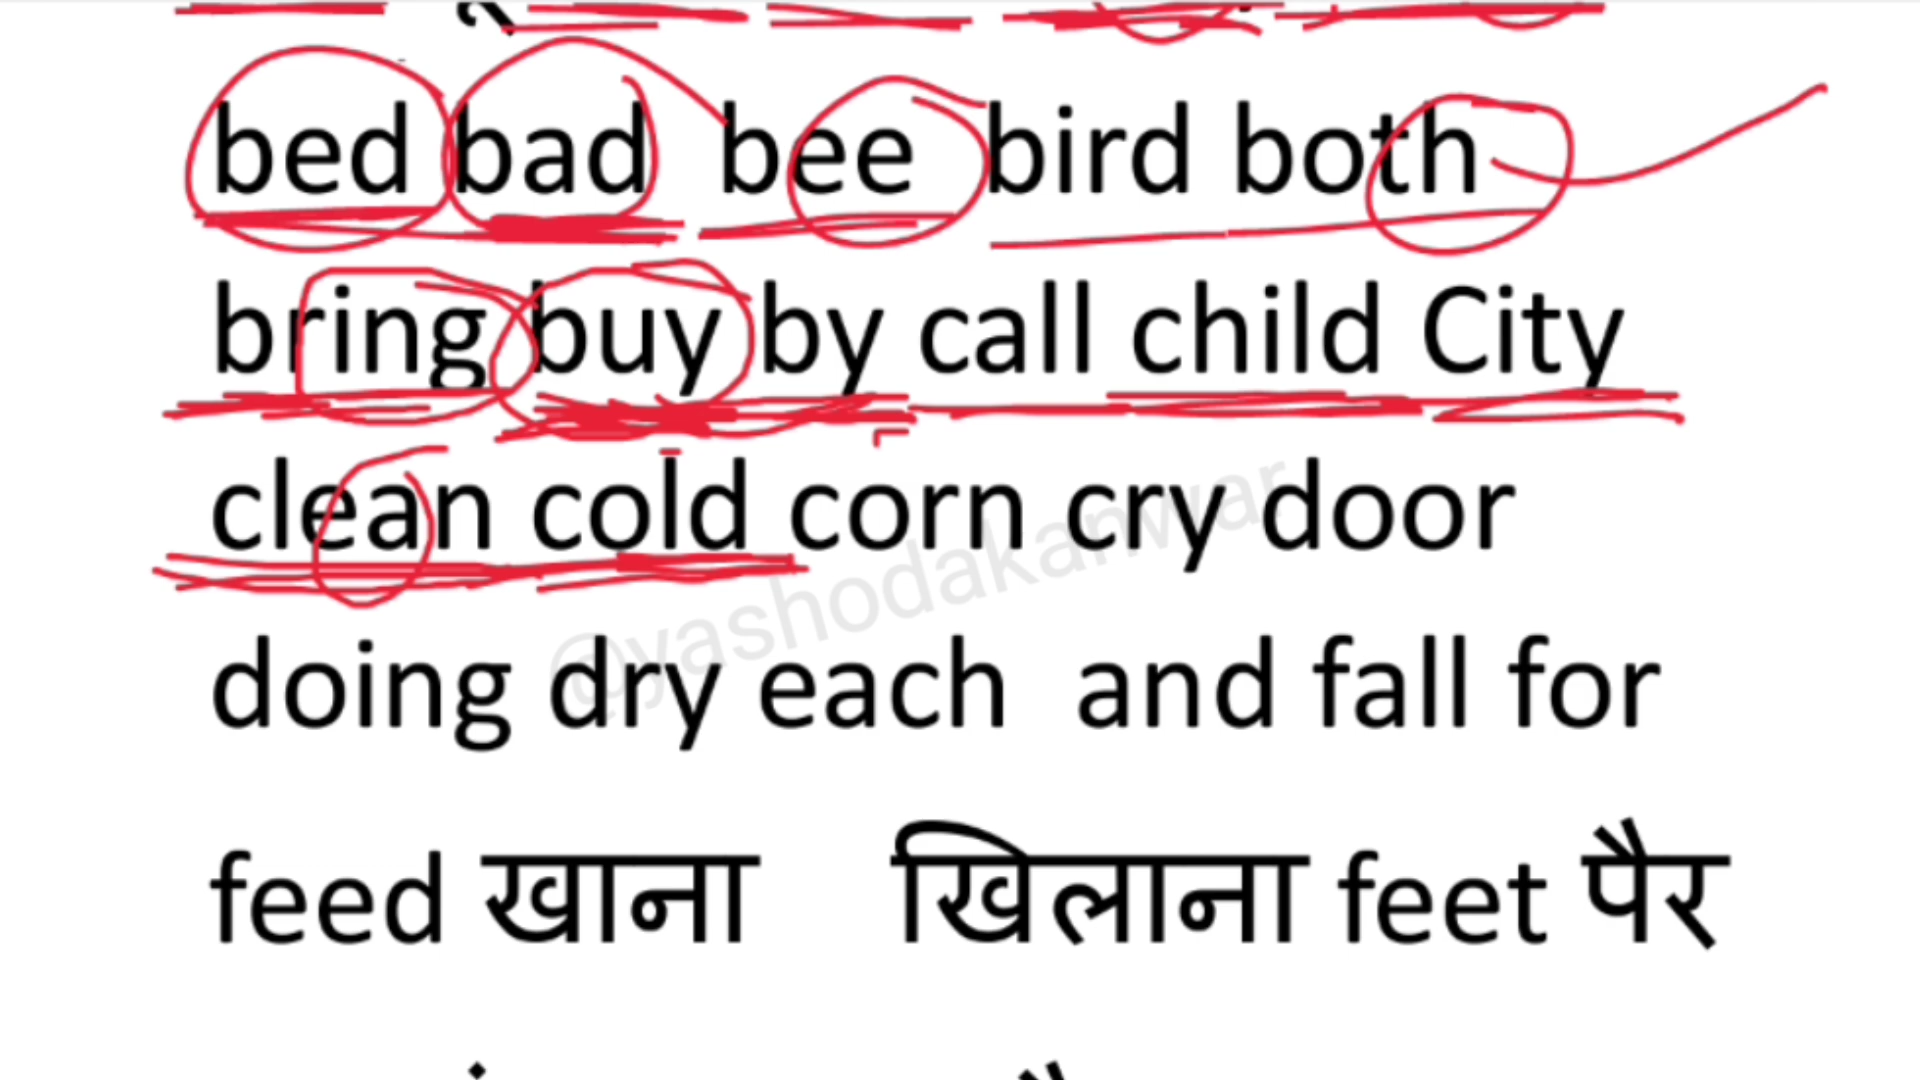 bed bad bee bird both
bring buy by call child City
clean cold corn cry door
@yashodakanwar
doing dry each and fall for
feed खाना खिलाना feet पैर